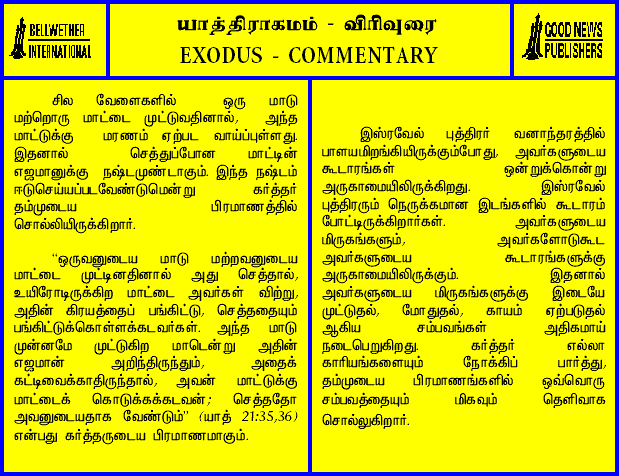 BELLWETHER
INTERNATIONAL
யாத்திராகமம் - விரிவுரை
EXODUS - COMMENTARY
GOOD NEWS
PUBLISHERS
சில வேளைகளில் ஒரு மாடு
மற்றொரு மாட்டை முட்டுவதினால், அந்த
மாட்டுக்கு மரணம் ஏற்பட வாய்ப்புள்ளது.
இதனால் செத்துப்போன மாட்டின்
எஜமானுக்கு நஷ்டமுண்டாகும். இந்த நஷ்டம்
ஈடுசெய்யப்படவேண்டுமென்று கர்த்தர்
தம்முடைய பிரமாணத்தில்
சொல்லியிருக்கிறார்.
“ஒருவனுடைய மாடு மற்றவனுடைய
மாட்டை முட்டினதினால் அது செத்தால்,
உயிரோடிருக்கிற மாட்டை அவர்கள் விற்று,
அதின் கிரயத்தைப் பங்கிட்டு, செத்ததையும்
பங்கிட்டுக்கொள்ளக்கடவர்கள். அந்த மாடு
முன்னமே முட்டுகிற மாடென்று அதின்
எஜமான் அறிந்திருந்தும், அதைக்
கட்டிவைக்காதிருந்தால், அவன் மாட்டுக்கு
மாட்டைக் கொடுக்கக்கடவன்; செத்ததோ
அவனுடையதாக வேண்டும்” (யாத் 21:35,36)
என்பது கர்த்தருடைய பிரமாணமாகும்.
இஸ்ரவேல் புத்திரர் வனாந்தரத்தில்
பாளயமிறங்கியிருக்கும்போது, அவர்களுடைய
கூடாரங்கள் ஒன்றுக்கொன்று
அருகாமையிலிருக்கிறது. இஸ்ரவேல்
புத்திரரும் நெருக்கமான இடங்களில் கூடாரம்
போட்டிருக்கிறார்கள். அவர்களுடைய
மிருகங்களும், அவர்களோடுகூட
அவர்களுடைய கூடாரங்களுக்கு
அருகாமையிலிருக்கும். இதனால்
அவர்களுடைய மிருகங்களுக்கு இடையே
முட்டுதல், மோதுதல், காயம் ஏற்படுதல்
ஆகிய சம்பவங்கள் அதிகமாய்
நடைபெறுகிறது. கர்த்தர் எல்லா
காரியங்களையும் நோக்கிப் பார்த்து,
தம்முடைய பிரமாணங்களில் ஒவ்வொரு
சம்பவத்தையும் மிகவும் தெளிவாக
சொல்லுகிறார்.